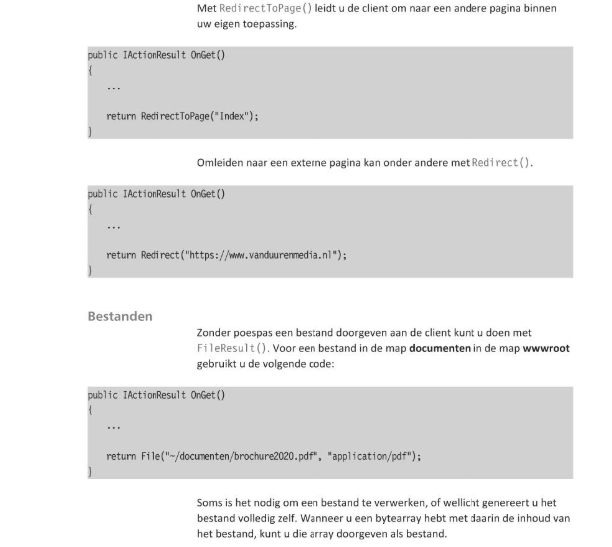 Met RedirectToPage() leidt u de client om naar een andere pagina binnen
uw eigen toepassing.
public IActionResult OnGet()
{
...
return RedirectToPage("Index");
}
Omleiden naar een externe pagina kan onder andere met Redirect().
public IActionResult OnGet()
{
...
return Redirect("https://www.vanduurenmedia.nl");
}
Bestanden
Zonder poespas een bestand doorgeven aan de client kunt u doen met
FileResult(). Voor een bestand in de map documenten in de map wwwroot
gebruikt u de volgende code:
public IActionResult OnGet()
{
...
return File("~/documenten/brochure2020.pdf", "application/pdf");
}
Soms is het nodig om een bestand te verwerken, of wellicht genereert u het
bestand volledig zelf. Wanneer u een bytearray hebt met daarin de inhoud van
het bestand, kunt u die array doorgeven als bestand.